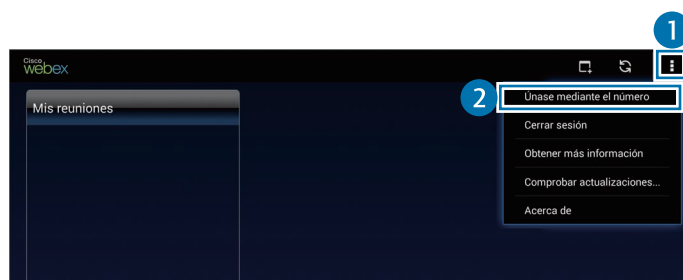 1
Cisco
webex
2
Únase mediante el número
Mis reuniones
Cerrar sesión
Obtener más información
Comprobar actualizaciones...
Acerca de